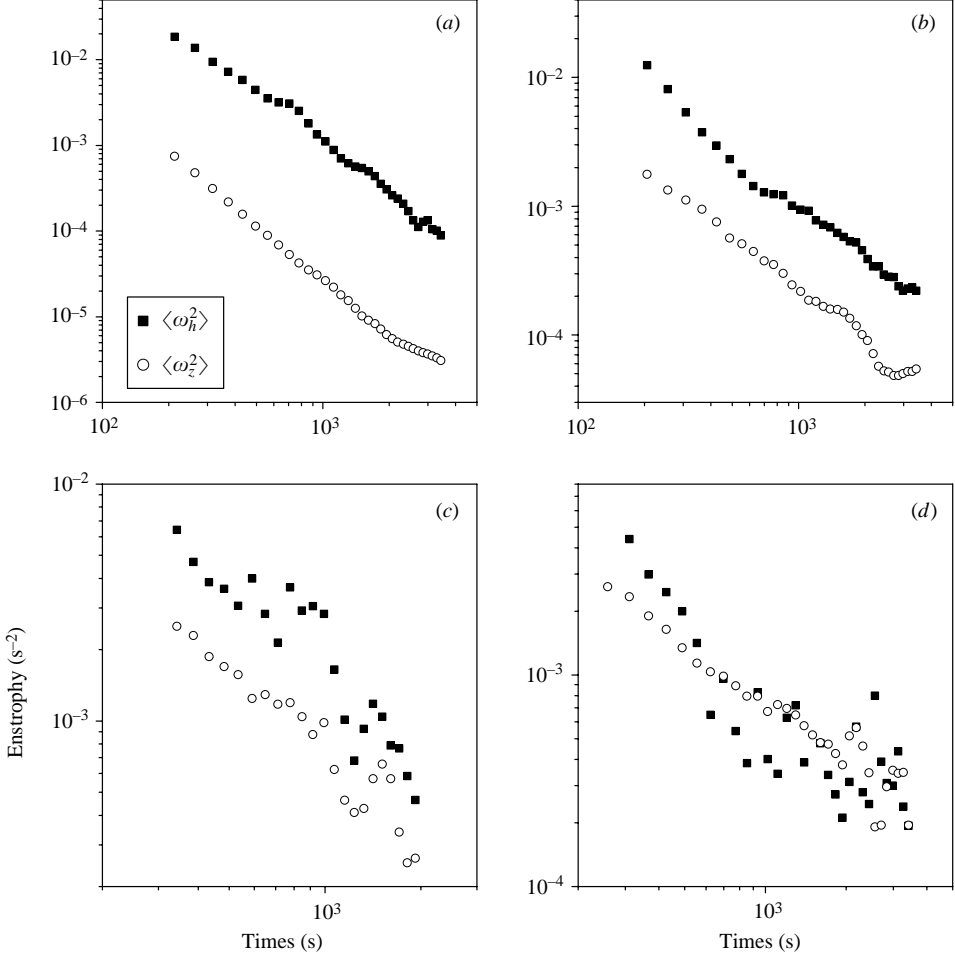 (a)
10⁻²
10⁻³
10⁻⁴
10⁻⁵
10⁻⁶
10²
10³
■ ⟨ω_h²⟩
○ ⟨ω_z²⟩
(b)
10⁻²
10⁻³
10⁻⁴
10²
10³
(c)
10⁻²
10⁻³
Enstrophy (s⁻²)
10³
Times (s)
(d)
10⁻³
10⁻⁴
10³
Times (s)